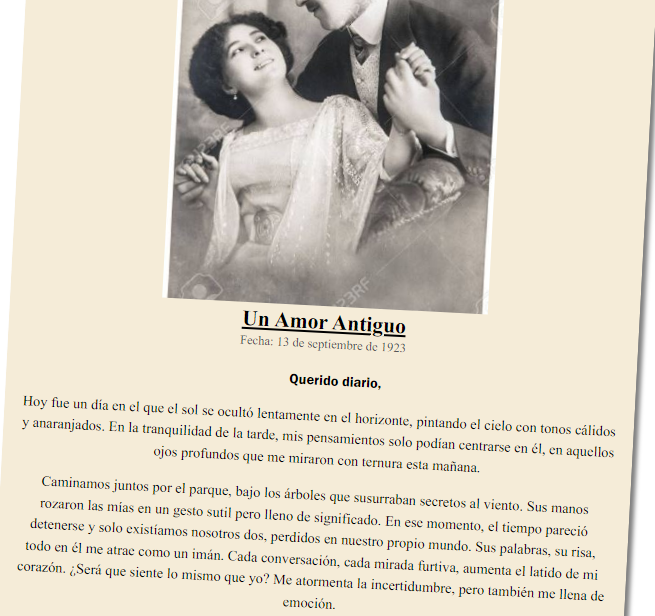 Un Amor Antiguo
Fecha: 13 de septiembre de 1923
Querido diario,
Hoy fue un día en el que el sol se ocultó lentamente en el horizonte, pintando el cielo con tonos cálidos
y anaranjados. En la tranquilidad de la tarde, mis pensamientos solo podían centrarse en él, en aquellos
ojos profundos que me miraron con ternura esta mañana.
Caminamos juntos por el parque, bajo los árboles que susurraban secretos al viento. Sus manos
rozaron las mías en un gesto sutil pero lleno de significado. En ese momento, el tiempo pareció
detenerse y solo existíamos nosotros dos, perdidos en nuestro propio mundo. Sus palabras, su risa,
todo en él me atrae como un imán. Cada conversación, cada mirada furtiva, aumenta el latido de mi
corazón. ¿Será que siente lo mismo que yo? Me atormenta la incertidumbre, pero también me llena de
emoción.